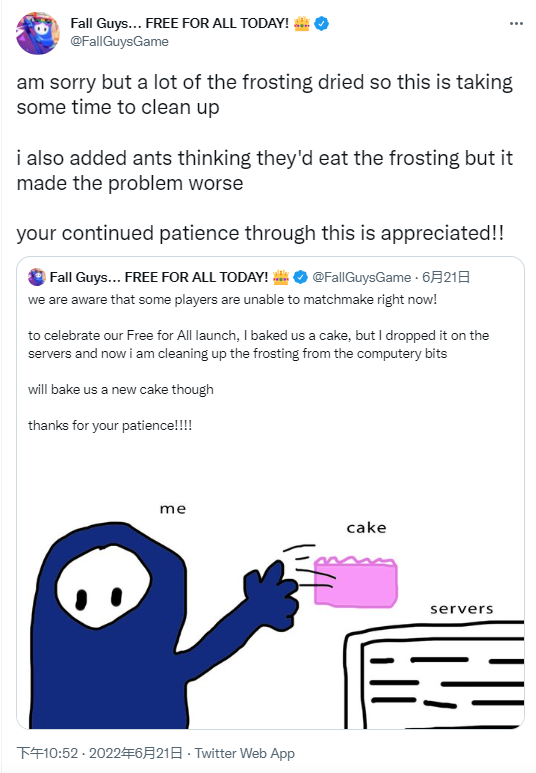 Fall Guys... FREE FOR ALL TODAY! 👑
@FallGuysGame
am sorry but a lot of the frosting dried so this is taking
some time to clean up
i also added ants thinking they'd eat the frosting but it
made the problem worse
your continued patience through this is appreciated!!
Fall Guys... FREE FOR ALL TODAY! 👑 @FallGuysGame · 6月21日
we are aware that some players are unable to matchmake right now!
to celebrate our Free for All launch, I baked us a cake, but I dropped it on the
servers and now i am cleaning up the frosting from the computery bits
will bake us a new cake though
thanks for your patience!!!!
me
cake
servers
下午10:52 · 2022年6月21日 · Twitter Web App